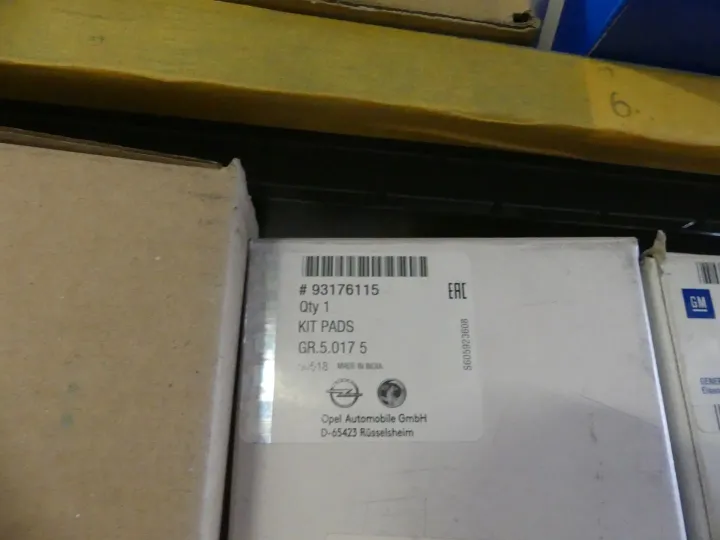 6
# 93176115
EAC
Qty 1
KIT PADS
GR.5.017 5
MADE IN INDIA
S605923608
Opel Automobile GmbH
D-65423 Rüsselsheim
GM